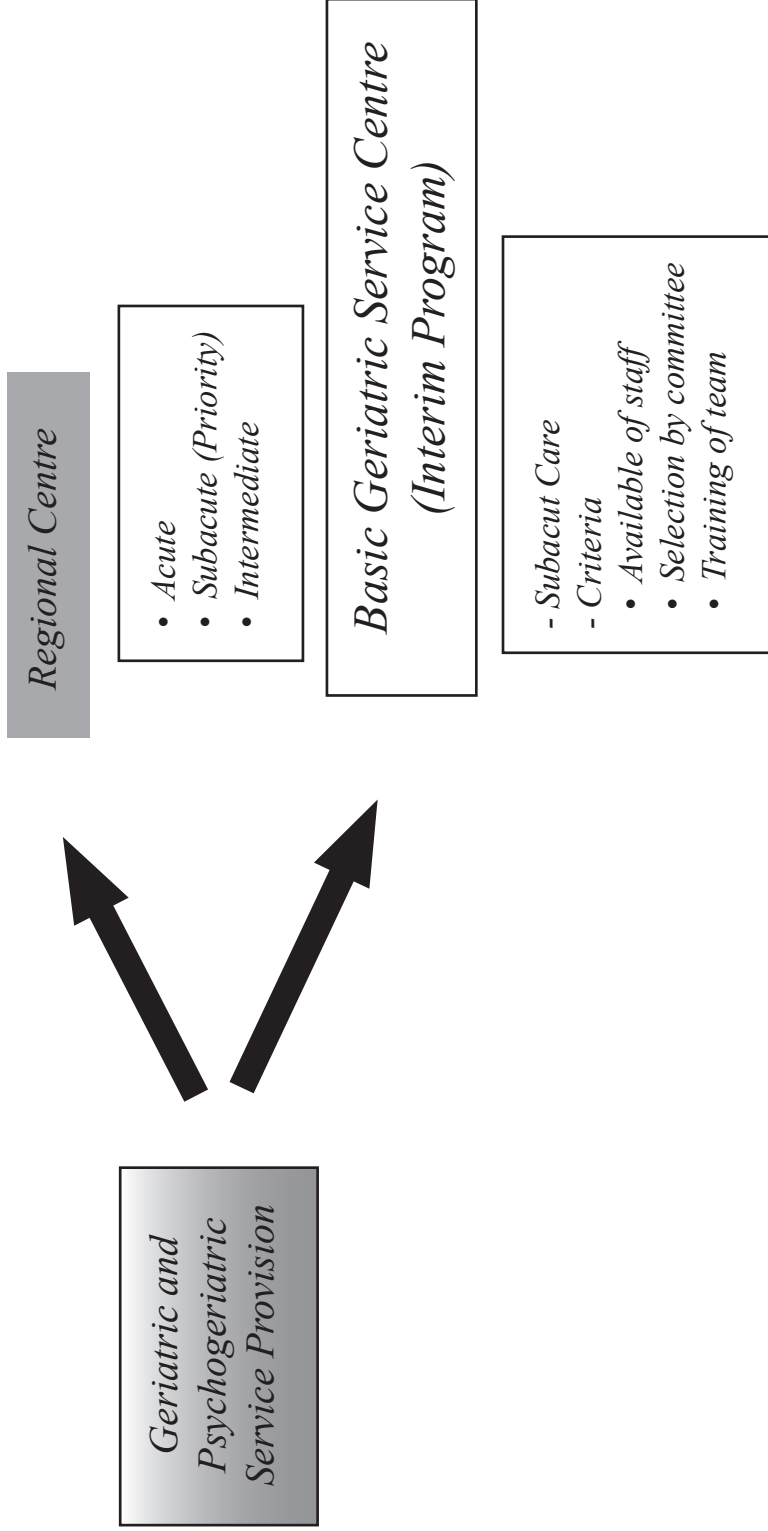 Geriatric and
Psychogeriatric
Service Provision
Regional Centre
• Acute
• Subacute (Priority)
• Intermediate
Basic Geriatric Service Centre
(Interim Program)
- Subacut Care
- Criteria
• Available of staff
• Selection by committee
• Training of team